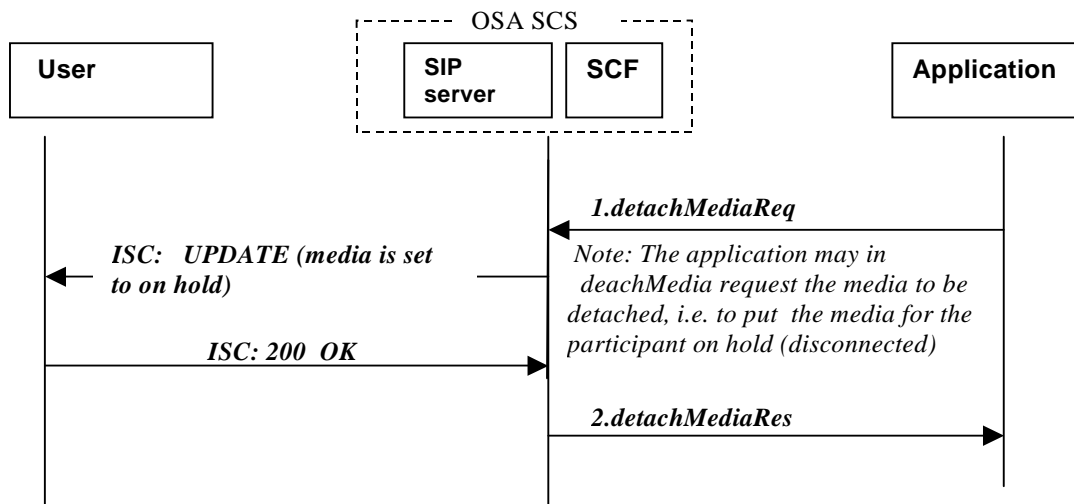 OSA SCS
User
SIP
server
SCF
Application
1.detachMediaReq
ISC: UPDATE (media is set
to on hold)
Note: The application may in
deachMedia request the media to be
detached, i.e. to put the media for the
participant on hold (disconnected)
ISC: 200 OK
2.detachMediaRes